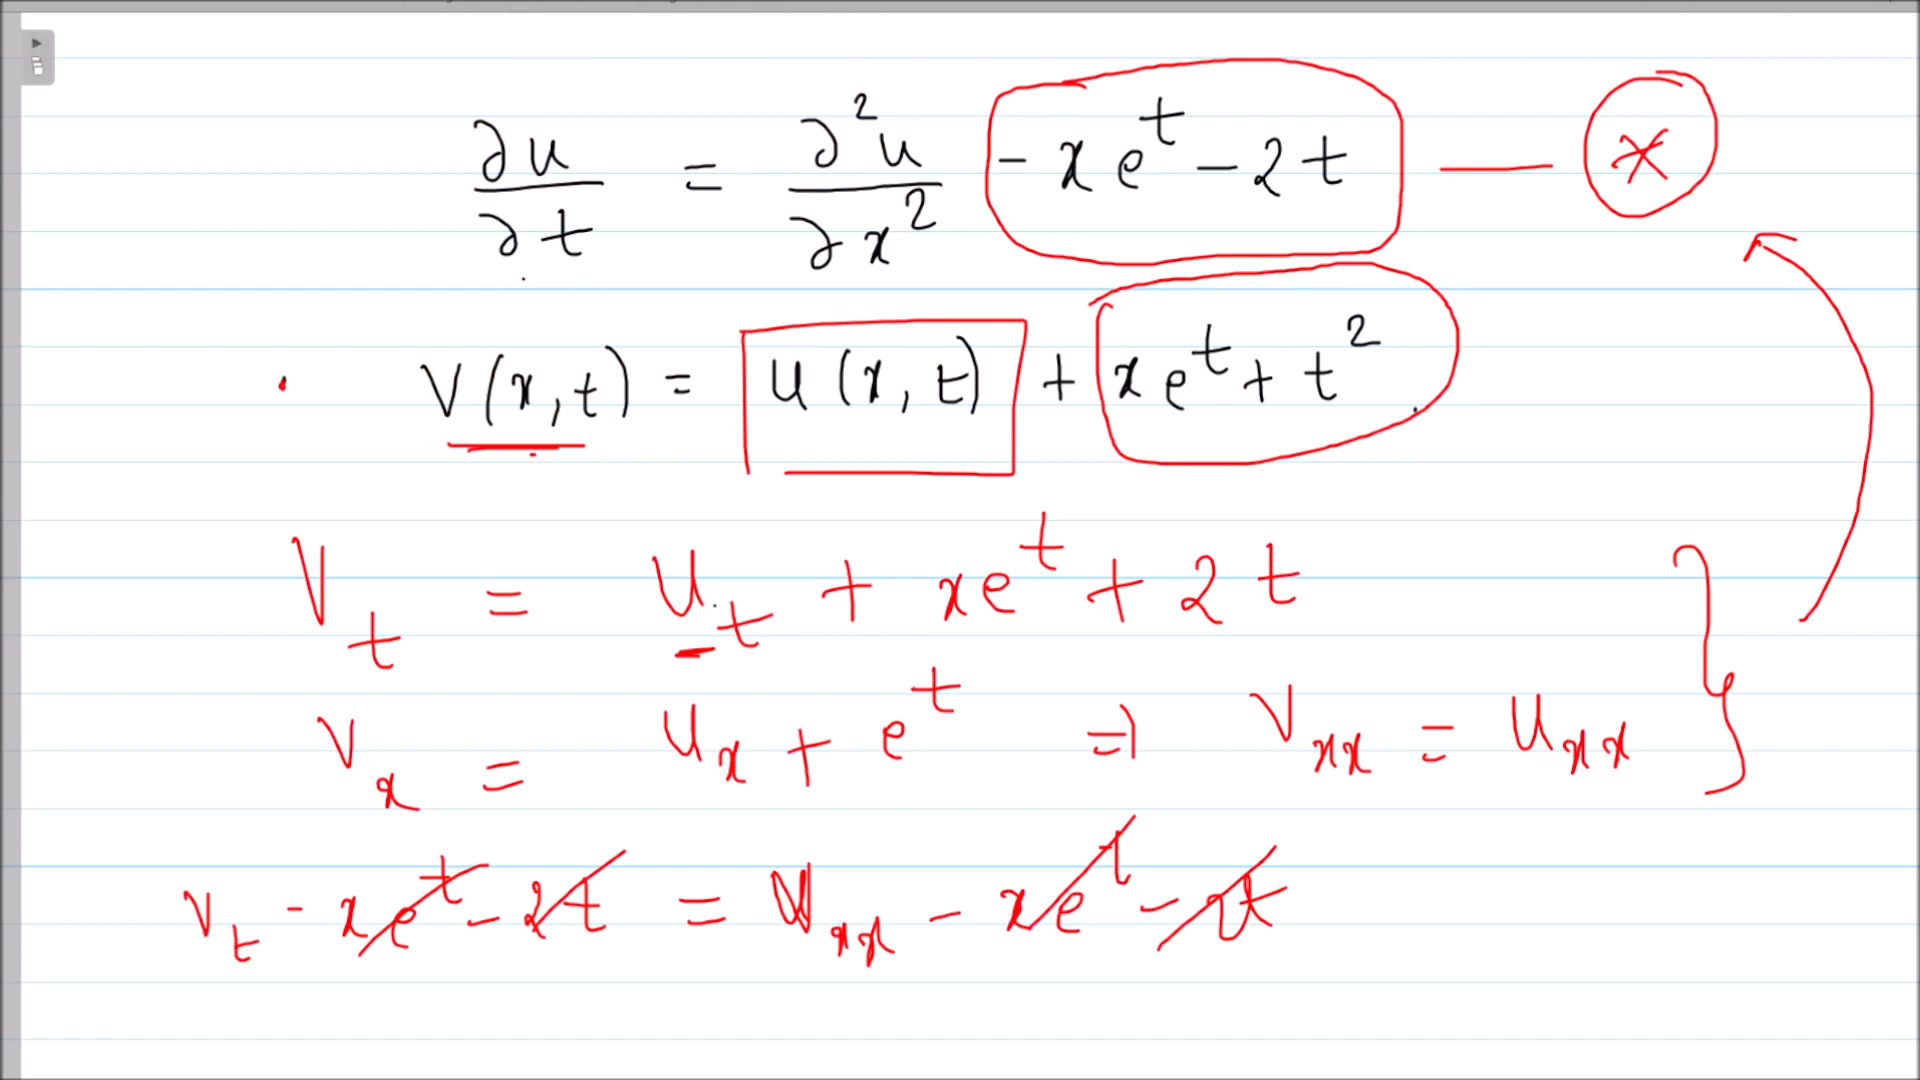 ∂u/∂t = ∂²u/∂x² - xe^t - 2t — *
V(x,t) = u(x,t) + xe^t + t²
V_t = u_t + xe^t + 2t
V_x = u_x + e^t ⇒ V_xx = u_xx
V_t - xe^t - 2t = V_xx - xe^t - 2t